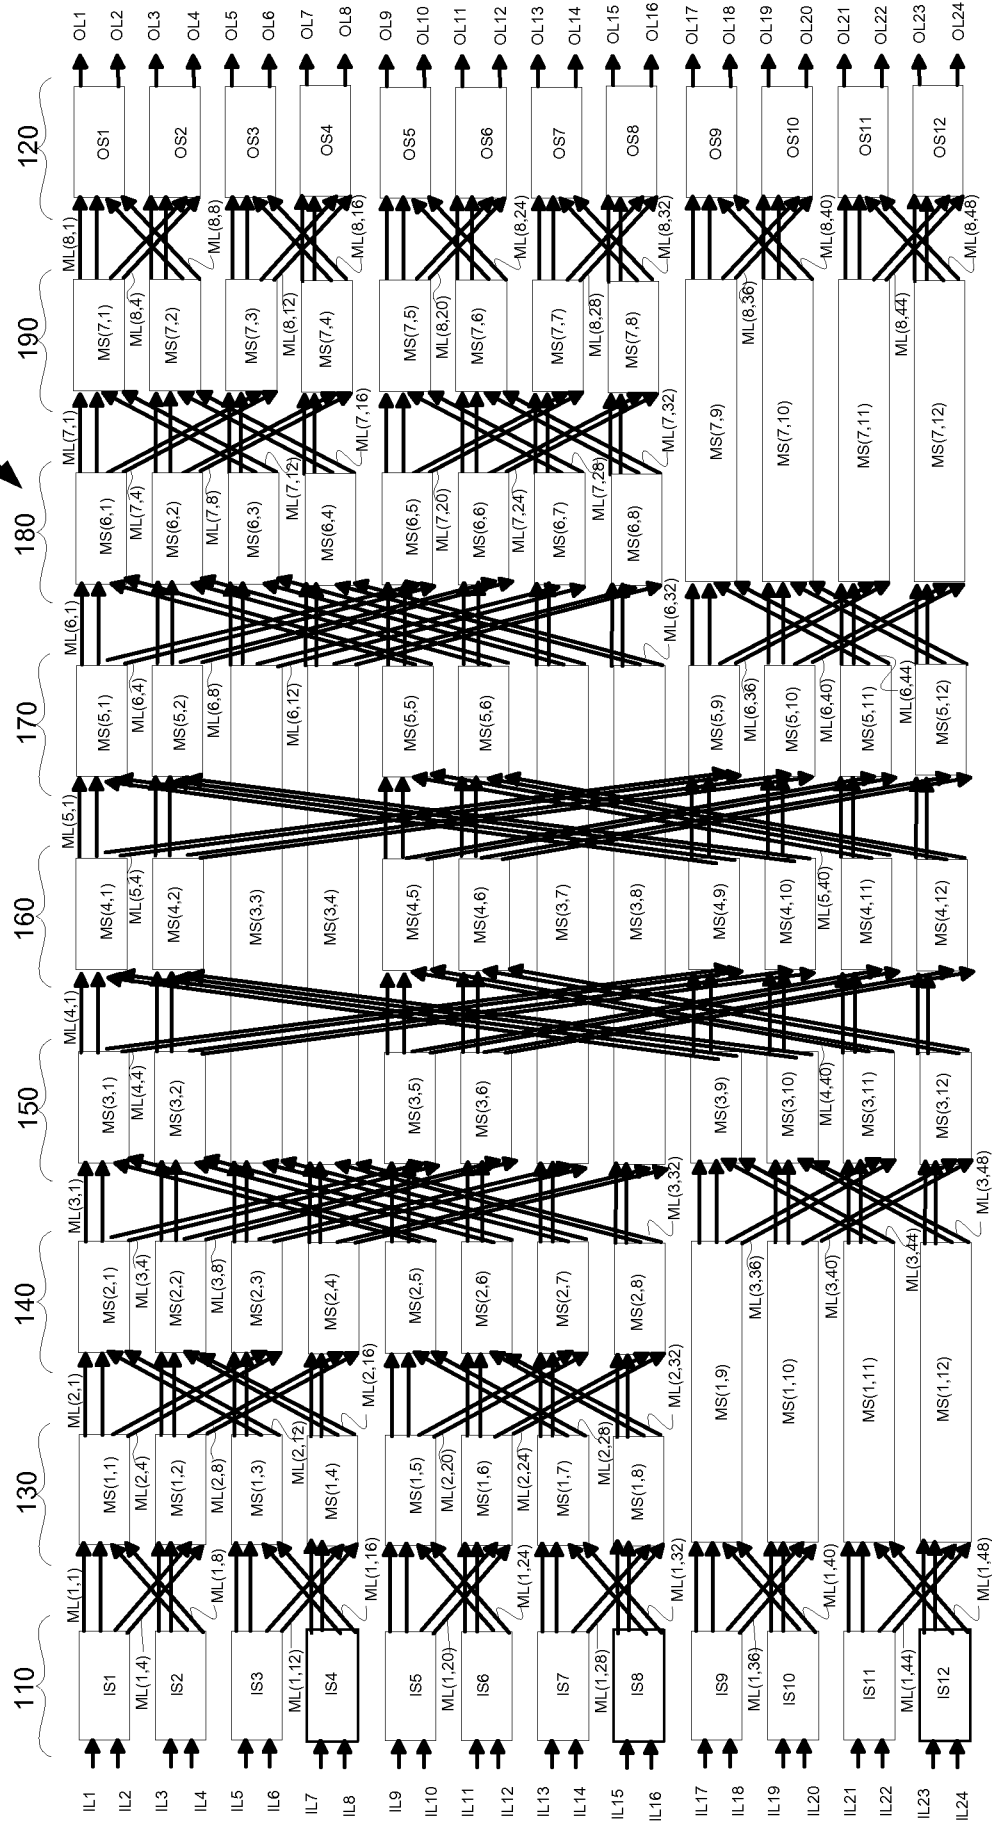 110 130 140 150 160 170 180 190 120
ML(1,1) ML(2,1) ML(3,1) ML(4,1) ML(5,1) ML(6,1) ML(7,1) ML(8,1)
IL1 OL1
IS1 MS(1,1) MS(2,1) MS(3,1) MS(4,1) MS(5,1) MS(6,1) MS(7,1) OS1
IL2 OL2
ML(1,4) ML(2,4) ML(3,4) ML(4,4) ML(5,4) ML(6,4) ML(7,4) ML(8,4)
IL3 OL3
IS2 MS(1,2) MS(2,2) MS(3,2) MS(4,2) MS(5,2) MS(6,2) MS(7,2) OS2
IL4 OL4
ML(1,8) ML(2,8) ML(3,8) ML(6,8) ML(7,8) ML(8,8)
IL5 OL5
IS3 MS(1,3) MS(2,3) MS(3,3) MS(6,3) MS(7,3) OS3
IL6 OL6
ML(1,12) ML(2,12) ML(6,12) ML(7,12) ML(8,12)
IL7 OL7
IS4 MS(1,4) MS(2,4) MS(3,4) MS(6,4) MS(7,4) OS4
IL8 OL8
ML(1,16) ML(2,16) ML(7,16) ML(8,16)
IL9 OL9
IS5 MS(1,5) MS(2,5) MS(3,5) MS(4,5) MS(5,5) MS(6,5) MS(7,5) OS5
IL10 OL10
ML(1,20) ML(2,20) ML(7,20) ML(8,20)
IL11 OL11
IS6 MS(1,6) MS(2,6) MS(3,6) MS(4,6) MS(5,6) MS(6,6) MS(7,6) OS6
IL12 OL12
ML(1,24) ML(2,24) ML(7,24) ML(8,24)
IL13 OL13
IS7 MS(1,7) MS(2,7) MS(3,7) MS(6,7) MS(7,7) OS7
IL14 OL14
ML(1,28) ML(2,28) ML(7,28) ML(8,28)
IL15 OL15
IS8 MS(1,8) MS(2,8) MS(3,8) MS(6,8) MS(7,8) OS8
IL16 OL16
ML(1,32) ML(2,32) ML(3,32) ML(6,32) ML(7,32) ML(8,32)
IL17 OL17
IS9 MS(1,9) MS(3,9) MS(4,9) MS(5,9) MS(7,9) OS9
IL18 OL18
ML(1,36) ML(3,36) ML(6,36) ML(8,36)
IL19 OL19
IS10 MS(1,10) MS(3,10) MS(4,10) MS(5,10) MS(7,10) OS10
IL20 OL20
ML(1,40) ML(3,40) ML(4,40) ML(5,40) ML(6,40) ML(8,40)
IL21 OL21
IS11 MS(1,11) MS(3,11) MS(4,11) MS(5,11) MS(7,11) OS11
IL22 OL22
ML(1,44) ML(3,44) ML(6,44) ML(8,44)
IL23 OL23
IS12 MS(1,12) MS(3,12) MS(4,12) MS(5,12) MS(7,12) OS12
IL24 OL24
ML(1,48) ML(3,48) ML(8,48)